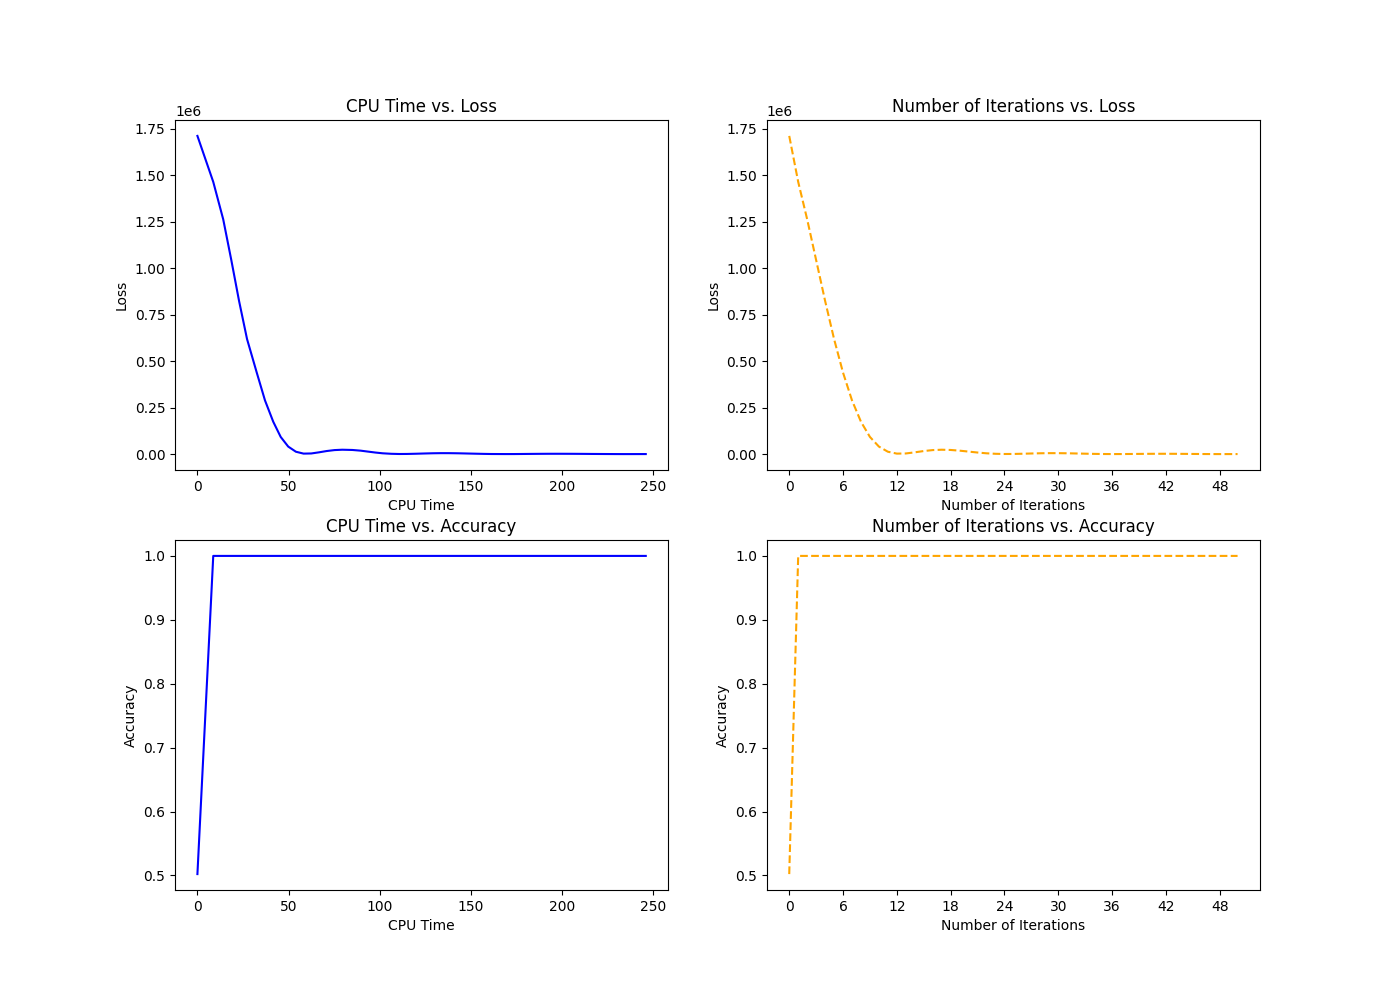 CPU Time vs. Loss
1e6
1.75
1.50
1.25
1.00
0.75
0.50
0.25
0.00
Loss
0 50 100 150 200 250
CPU Time
Number of Iterations vs. Loss
1e6
1.75
1.50
1.25
1.00
0.75
0.50
0.25
0.00
Loss
0 6 12 18 24 30 36 42 48
Number of Iterations
CPU Time vs. Accuracy
1.0
0.9
0.8
0.7
0.6
0.5
Accuracy
0 50 100 150 200 250
CPU Time
Number of Iterations vs. Accuracy
1.0
0.9
0.8
0.7
0.6
0.5
Accuracy
0 6 12 18 24 30 36 42 48
Number of Iterations